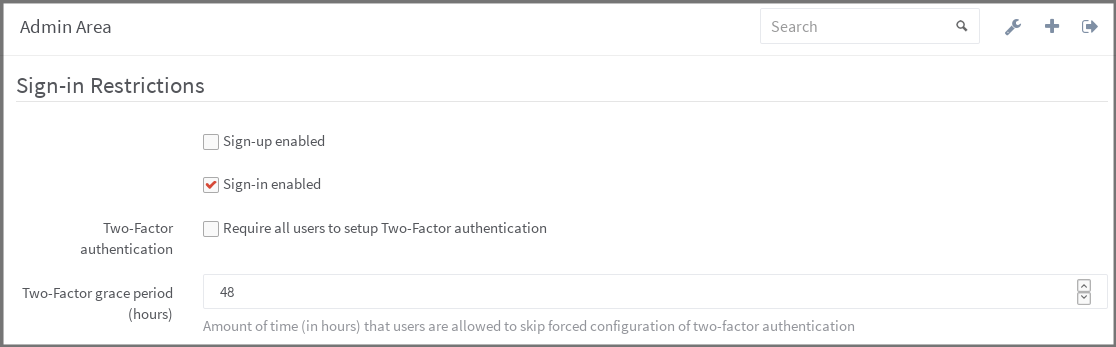 Admin Area
Search
Sign-in Restrictions
Sign-up enabled
Sign-in enabled
Two-Factor
authentication
Require all users to setup Two-Factor authentication
Two-Factor grace period
(hours)
48
Amount of time (in hours) that users are allowed to skip forced configuration of two-factor authentication